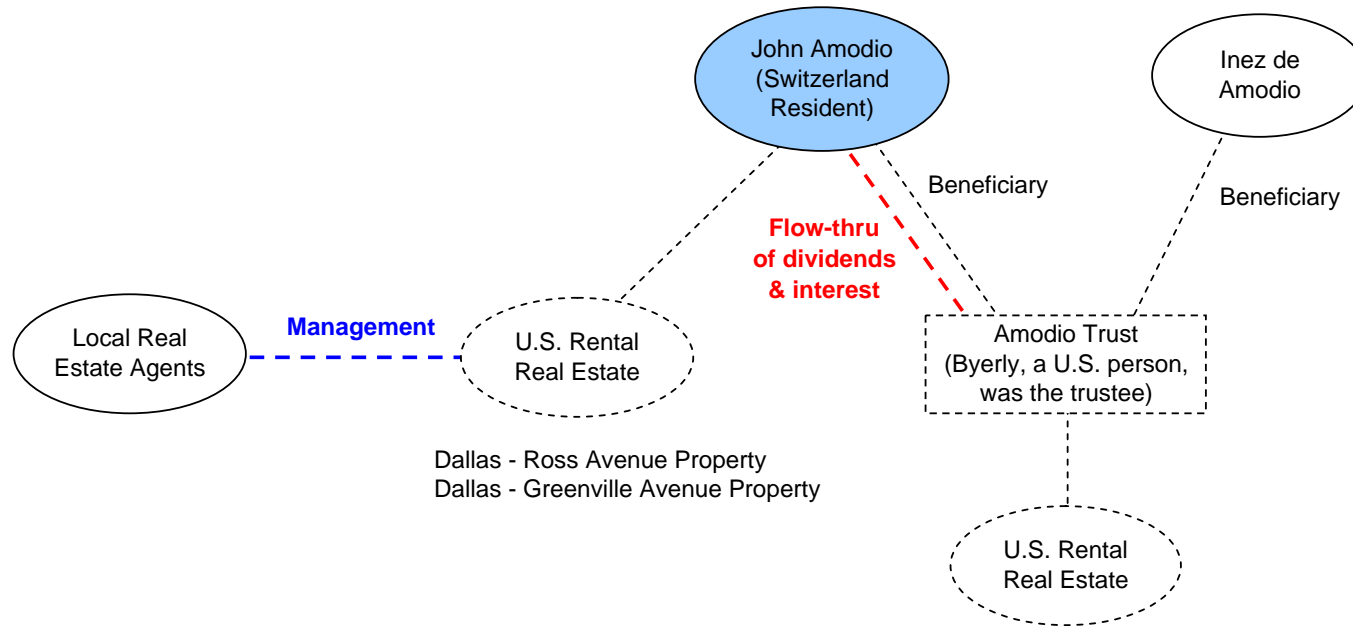 John Amodio
(Switzerland
Resident)
Inez de
Amodio
Beneficiary
Beneficiary
Flow-thru
of dividends
& interest
Local Real
Estate Agents
Management
U.S. Rental
Real Estate
Amodio Trust
(Byerly, a U.S. person,
was the trustee)
Dallas - Ross Avenue Property
Dallas - Greenville Avenue Property
U.S. Rental
Real Estate